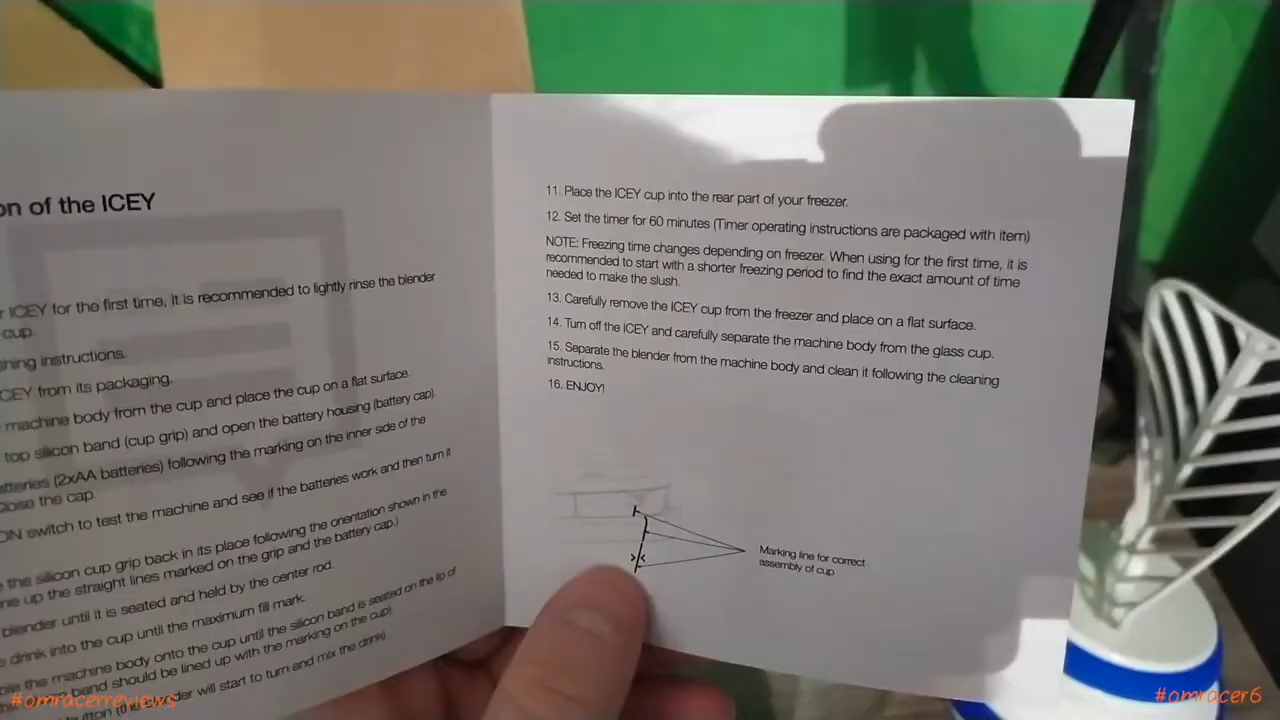 on of the ICEY
ICEY for the first time, it is recommended to lightly rinse the blender
cup.
hing instructions.
CEY from its packaging.
machine body from the cup and place the cup on a flat surface.
top silicon band (cup grip) and open the battery housing (battery cap).
atteries (2xAA batteries) following the marking on the inner side of the
Close the cap.
ON switch to test the machine and see if the batteries work and then turn it
the silicon cup grip back in its place following the orientation shown in the
ne up the straight lines marked on the grip and the battery cap.)
blender until it is seated and held by the center rod.
drink into the cup until the maximum fill mark.
ble the machine body onto the cup until the silicon band is seated on the lip of
band should be lined up with the marking on the cup)
button (the
der will start to turn and mix the drink)
11. Place the ICEY cup into the rear part of your freezer.
12. Set the timer for 60 minutes (Timer operating instructions are packaged with item)
NOTE: Freezing time changes depending on freezer. When using for the first time, it is
recommended to start with a shorter freezing period to find the exact amount of time
needed to make the slush.
13. Carefully remove the ICEY cup from the freezer and place on a flat surface.
14. Turn off the ICEY and carefully separate the machine body from the glass cup.
15. Separate the blender from the machine body and clean it following the cleaning
instructions.
16. ENJOY!
Marking line for correct
assembly of cup
#omracerreviews
#omracer6